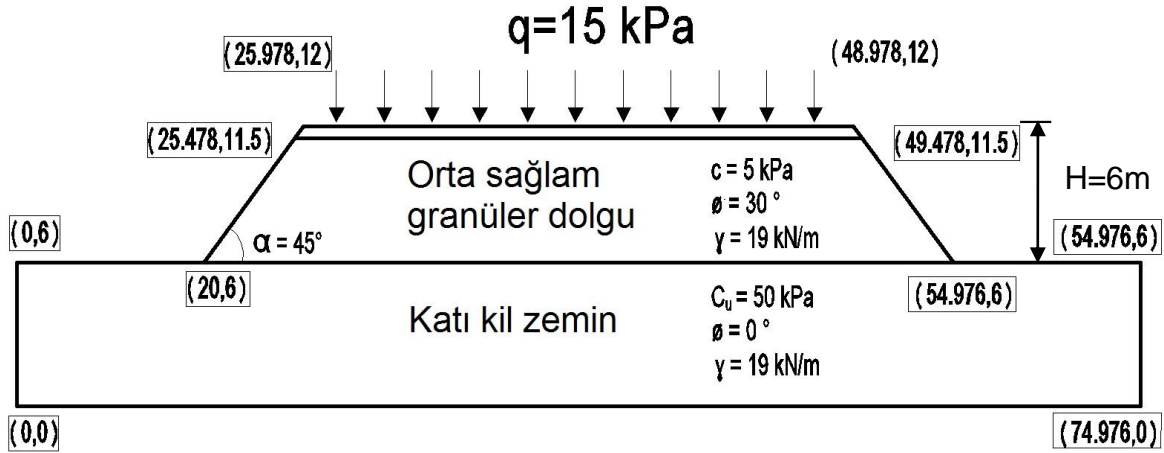 q=15 kPa
(25.978,12)
(48.978,12)
(25.478,11.5)
(49.478,11.5)
Orta sağlam
granüler dolgu
c = 5 kPa
ø = 30 °
γ = 19 kN/m
H=6m
(0,6)
α = 45°
(54.976,6)
(20,6)
(54.976,6)
Katı kil zemin
Cu = 50 kPa
ø = 0 °
γ = 19 kN/m
(0,0)
(74.976,0)